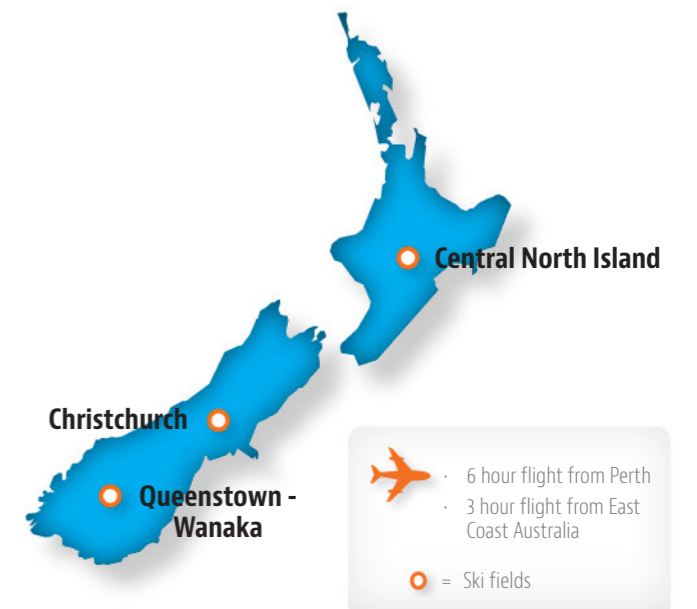 Central North Island
Christchurch
Queenstown -
Wanaka
· 6 hour flight from Perth
· 3 hour flight from East
Coast Australia
= Ski fields